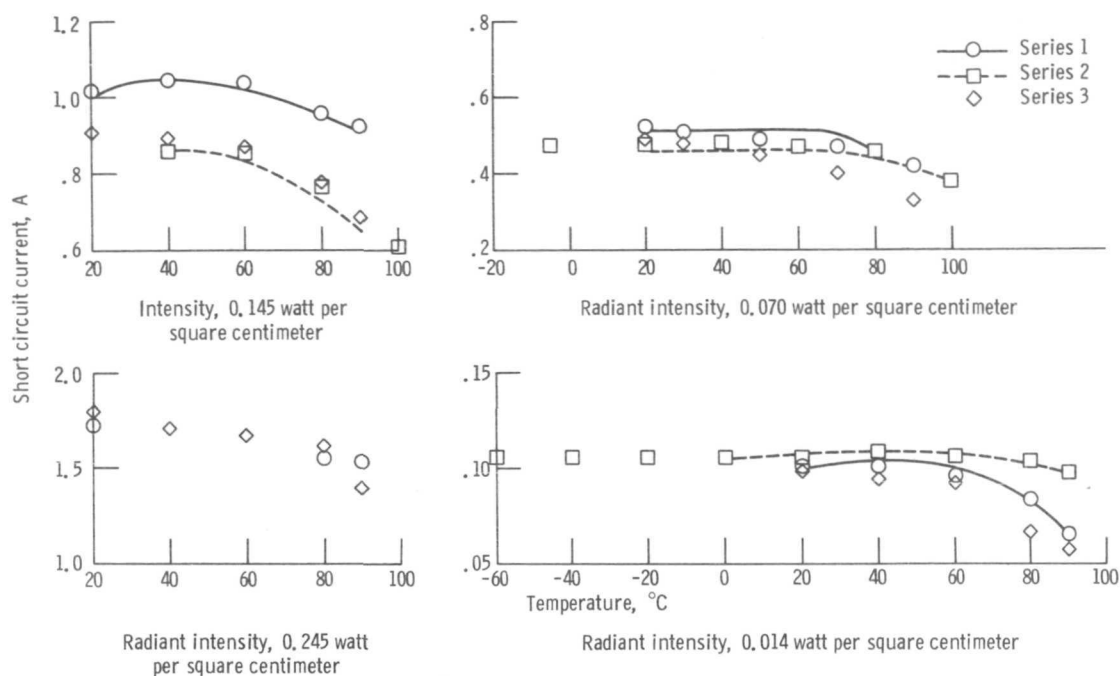 Short circuit current, A
1.2
1.0
.8
.6
20 40 60 80 100
Intensity, 0.145 watt per
square centimeter
.8
.6
.4
.2
-20 0 20 40 60 80 100
Radiant intensity, 0.070 watt per square centimeter
Series 1
Series 2
Series 3
2.0
1.5
1.0
20 40 60 80 100
Radiant intensity, 0.245 watt
per square centimeter
.15
.10
.05
-60 -40 -20 0 20 40 60 80 100
Temperature, °C
Radiant intensity, 0.014 watt per square centimeter